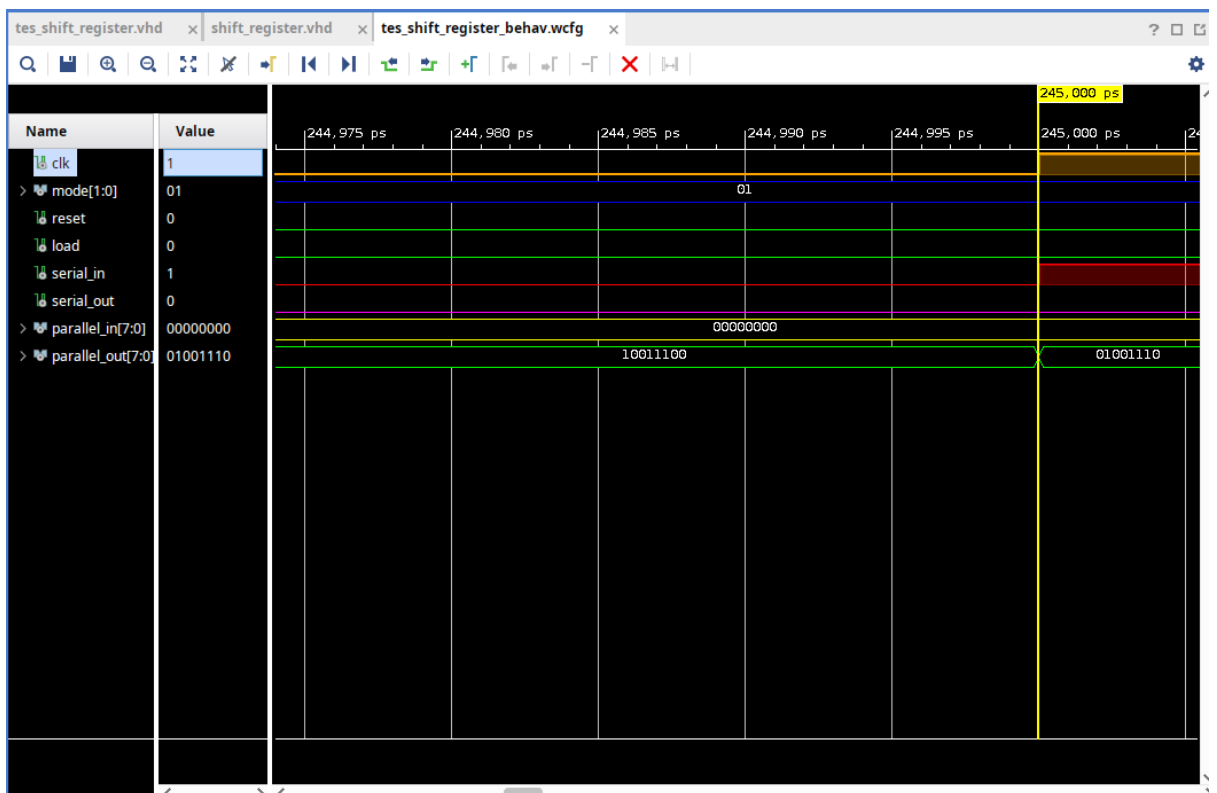 tes_shift_register.vhd × shift_register.vhd × tes_shift_register_behav.wcfg × ?
245,000 ps
Name Value 244,975 ps 244,980 ps 244,985 ps 244,990 ps 244,995 ps 245,000 ps 24
clk 1
mode[1:0] 01 01
reset 0
load 0
serial_in 1
serial_out 0
parallel_in[7:0] 00000000 00000000
parallel_out[7:0] 01001110 10011100 01001110